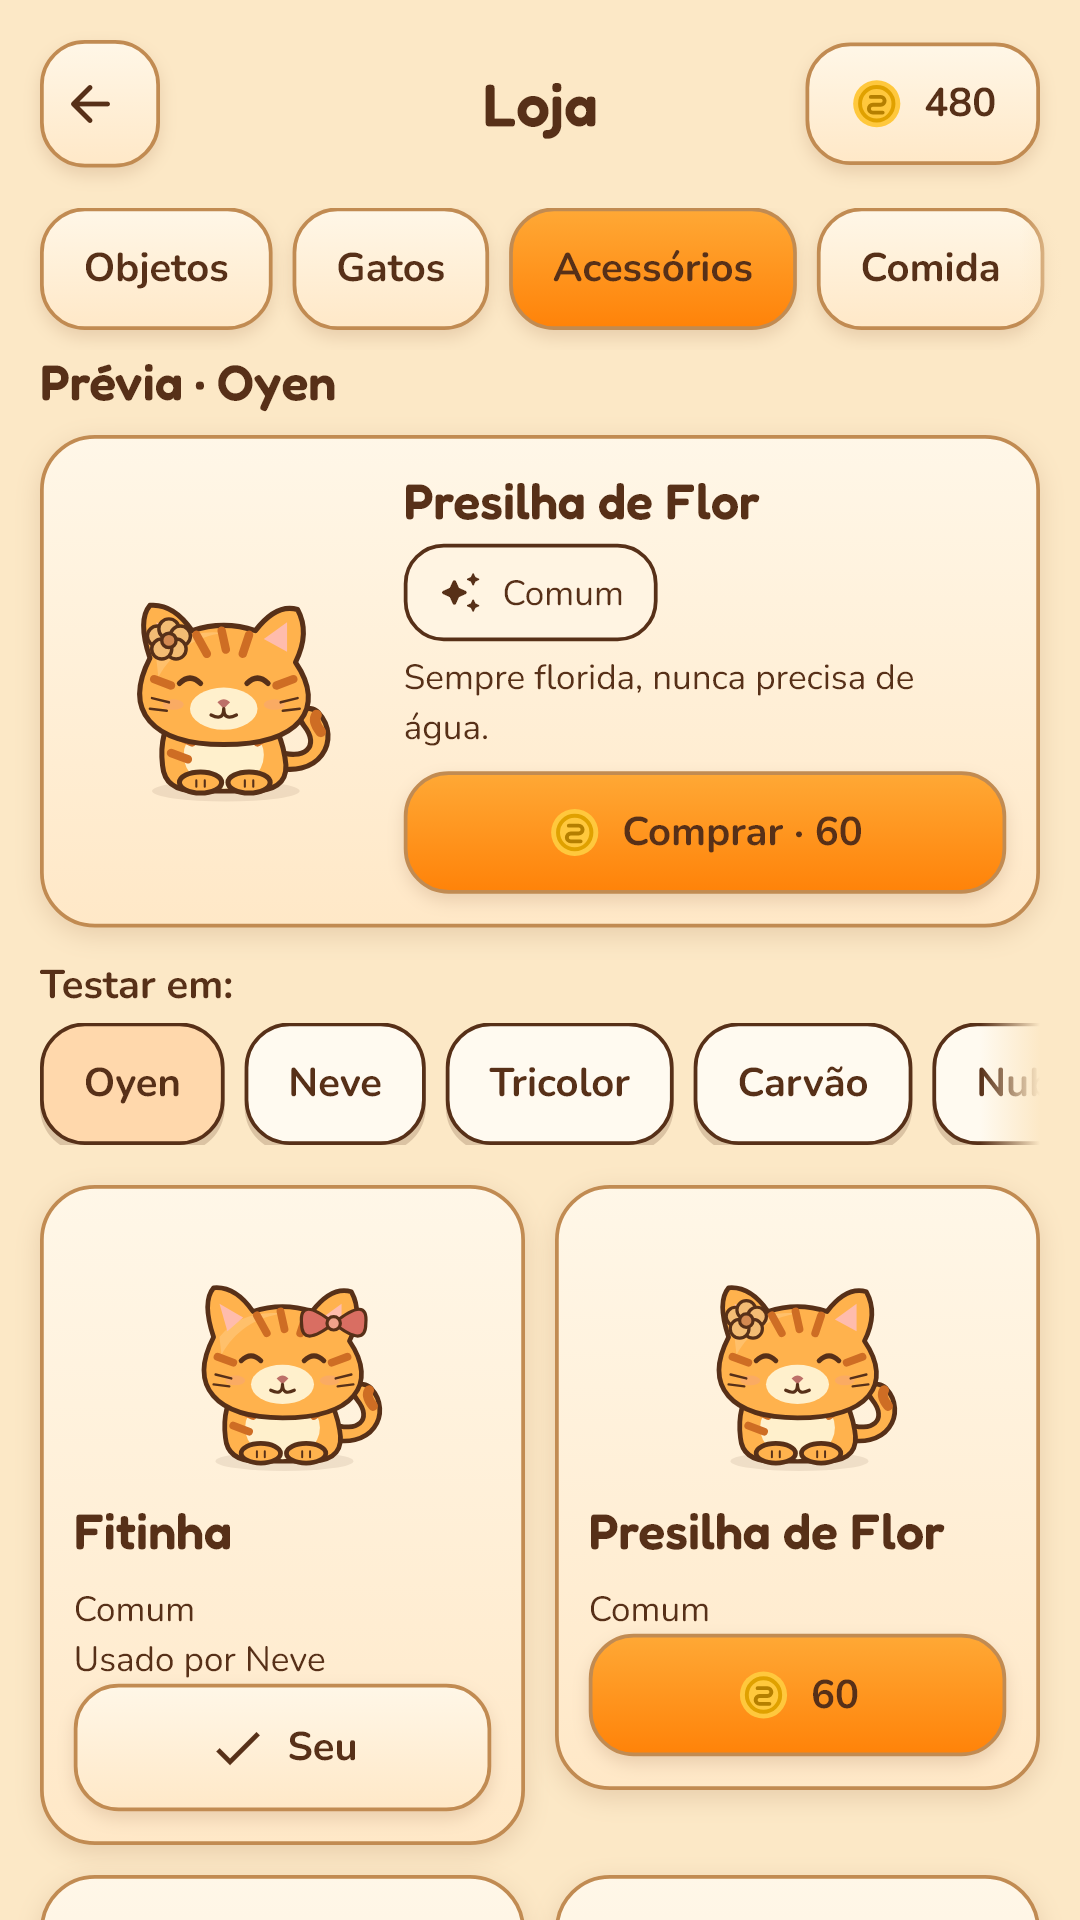 Loja
480
Objetos
Gatos
Acessórios
Comida
Prévia · Oyen
Presilha de Flor
Comum
Sempre florida, nunca precisa de
água.
Comprar · 60
Testar em:
Oyen
Neve
Tricolor
Carvão
Fitinha
Comum
Usado por Neve
Seu
Presilha de Flor
Comum
60